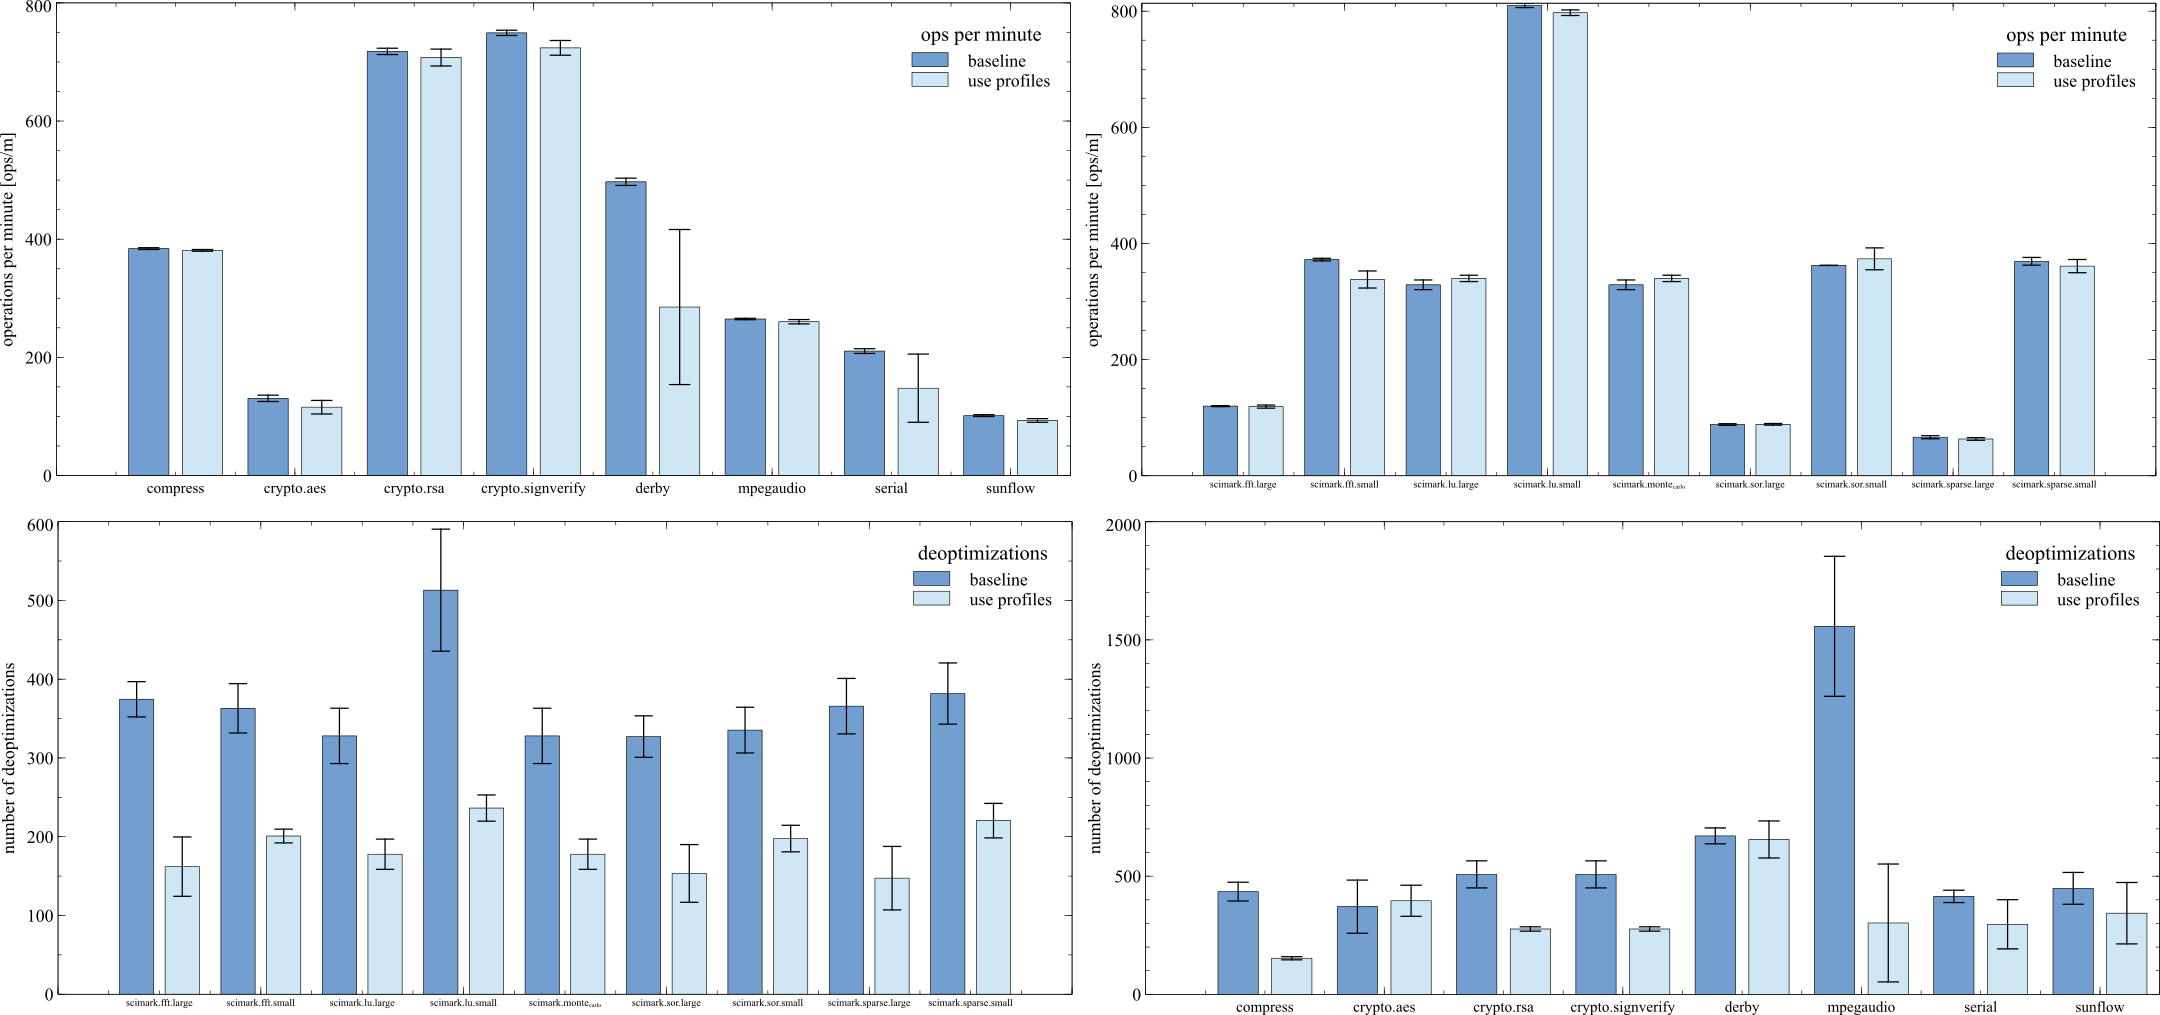 800
600
400
200
0
operations per minute [ops/m]
ops per minute
baseline
use profiles
compress crypto.aes crypto.rsa crypto.signverify derby mpegaudio serial sunflow
800
600
400
200
0
operations per minute [ops/m]
ops per minute
baseline
use profiles
scimark.fft.large scimark.fft.small scimark.lu.large scimark.lu.small scimark.monte_carlo scimark.sor.large scimark.sor.small scimark.sparse.large scimark.sparse.small
600
500
400
300
200
100
0
number of deoptimizations
deoptimizations
baseline
use profiles
scimark.fft.large scimark.fft.small scimark.lu.large scimark.lu.small scimark.monte_carlo scimark.sor.large scimark.sor.small scimark.sparse.large scimark.sparse.small
2000
1500
1000
500
0
number of deoptimizations
deoptimizations
baseline
use profiles
compress crypto.aes crypto.rsa crypto.signverify derby mpegaudio serial sunflow